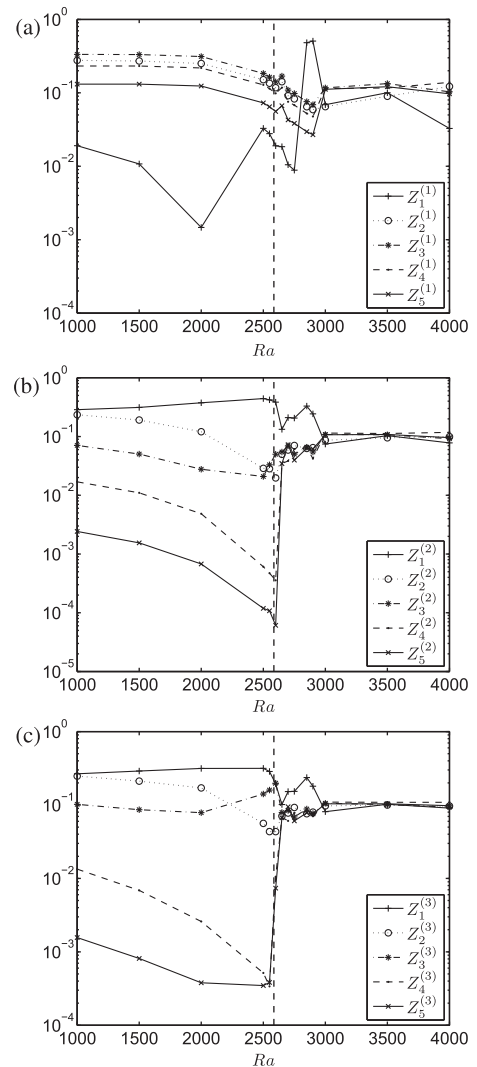 (a)
10^0
10^{-1}
10^{-2}
10^{-3}
10^{-4}
1000 1500 2000 2500 3000 3500 4000
Ra
Z_1^{(1)}
Z_2^{(1)}
Z_3^{(1)}
Z_4^{(1)}
Z_5^{(1)}
(b)
10^0
10^{-1}
10^{-2}
10^{-3}
10^{-4}
10^{-5}
1000 1500 2000 2500 3000 3500 4000
Ra
Z_1^{(2)}
Z_2^{(2)}
Z_3^{(2)}
Z_4^{(2)}
Z_5^{(2)}
(c)
10^0
10^{-1}
10^{-2}
10^{-3}
10^{-4}
1000 1500 2000 2500 3000 3500 4000
Ra
Z_1^{(3)}
Z_2^{(3)}
Z_3^{(3)}
Z_4^{(3)}
Z_5^{(3)}